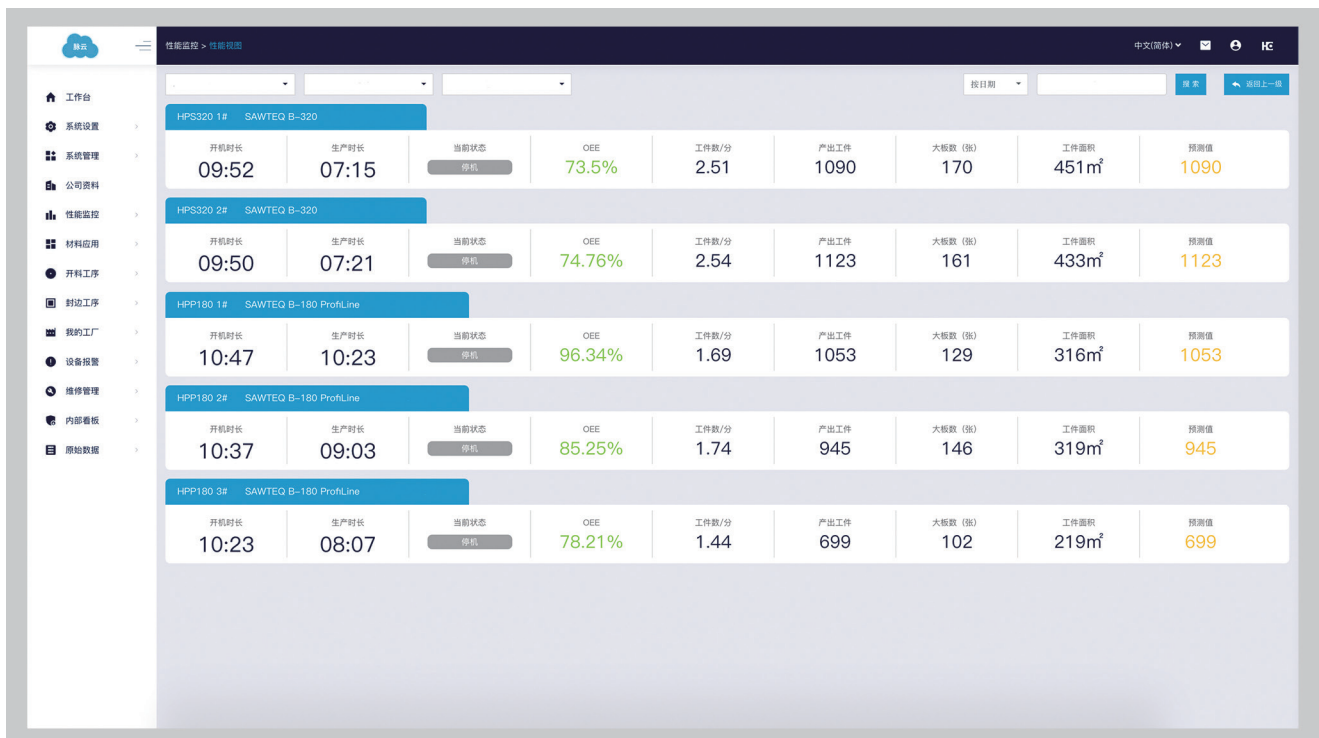 脉云
性能监控 > 性能视图
中文(简体)
HE
工作台
系统设置
系统管理
公司资料
性能监控
材料应用
开料工序
封边工序
我的工厂
设备报警
维修管理
内部看板
原始数据
按日期
搜索
返回上一级
HPS320 1# SAWTEQ B-320
开机时长 生产时长 当前状态 OEE 工件数/分 产出工件 大板数（张） 工件面积 预测值
09:52 07:15 停机 73.5% 2.51 1090 170 451㎡ 1090
HPS320 2# SAWTEQ B-320
开机时长 生产时长 当前状态 OEE 工件数/分 产出工件 大板数（张） 工件面积 预测值
09:50 07:21 停机 74.76% 2.54 1123 161 433㎡ 1123
HPP180 1# SAWTEQ B-180 ProfiLine
开机时长 生产时长 当前状态 OEE 工件数/分 产出工件 大板数（张） 工件面积 预测值
10:47 10:23 停机 96.34% 1.69 1053 129 316㎡ 1053
HPP180 2# SAWTEQ B-180 ProfiLine
开机时长 生产时长 当前状态 OEE 工件数/分 产出工件 大板数（张） 工件面积 预测值
10:37 09:03 停机 85.25% 1.74 945 146 319㎡ 945
HPP180 3# SAWTEQ B-180 ProfiLine
开机时长 生产时长 当前状态 OEE 工件数/分 产出工件 大板数（张） 工件面积 预测值
10:23 08:07 停机 78.21% 1.44 699 102 219㎡ 699